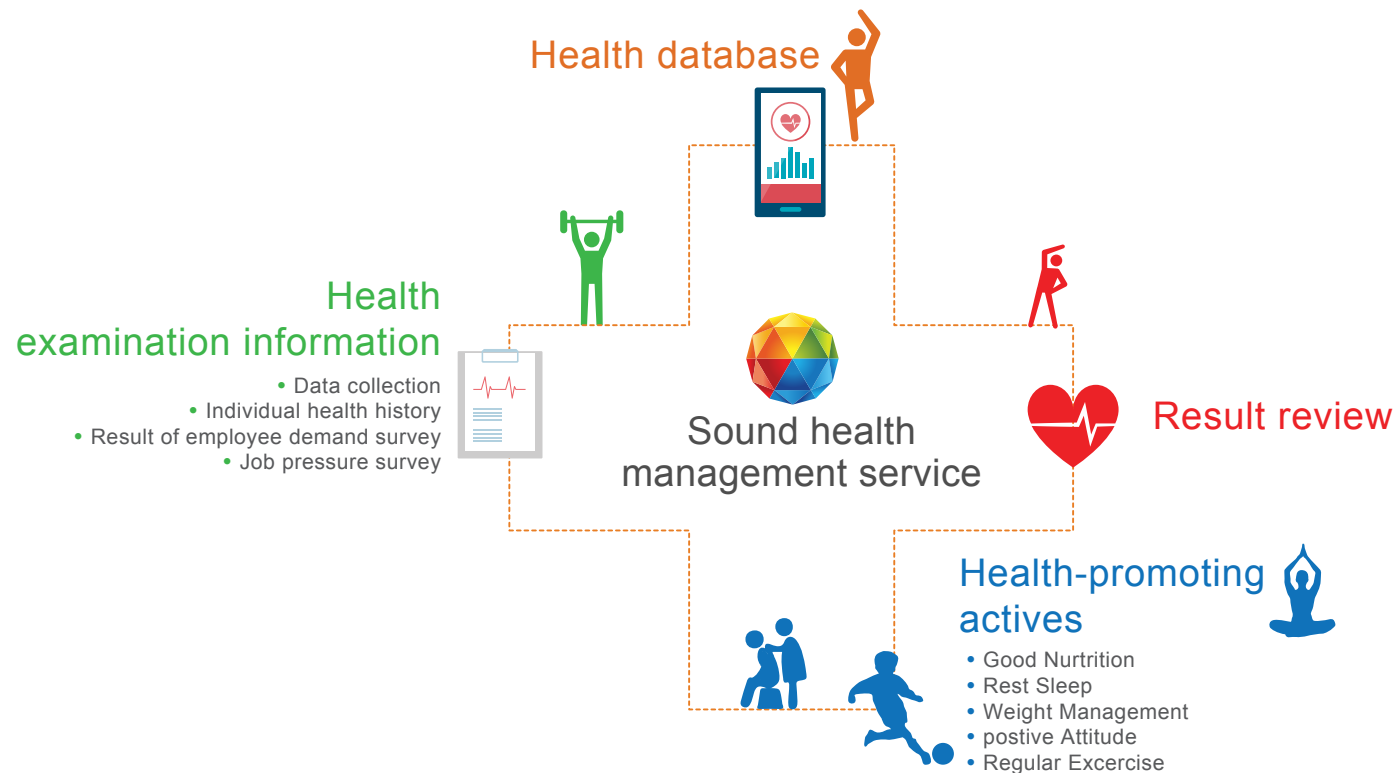 Health database
Health
examination information
• Data collection
• Individual health history
• Result of employee demand survey
• Job pressure survey
Sound health
management service
Result review
Health-promoting
actives
• Good Nurtrition
• Rest Sleep
• Weight Management
• postive Attitude
• Regular Excercise